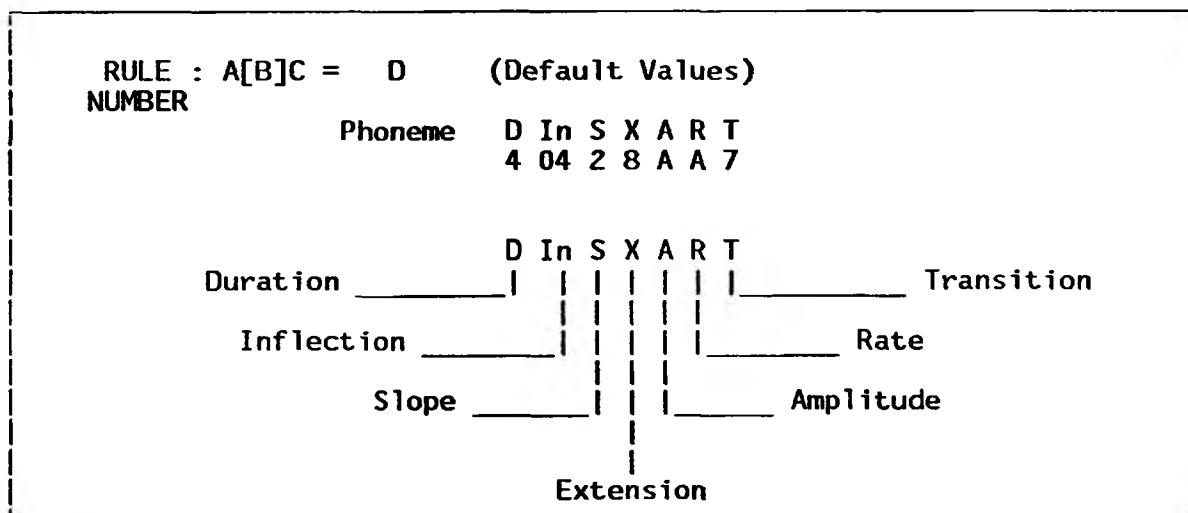 RULE : A[B]C = D (Default Values)
NUMBER
Phoneme D In S X A R T
4 04 2 8 A A 7
D In S X A R T
Duration Transition
Inflection Rate
Slope Amplitude
Extension